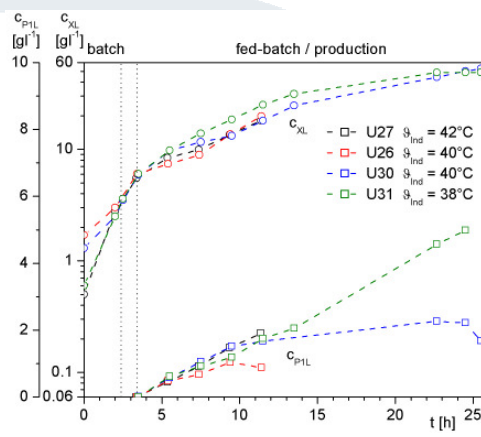 c_P1L c_XL
[gl⁻¹] [gl⁻¹] batch fed-batch / production
10 60
8
10
6
4
1
2
0.1
0 0.06
c_XL
U27 ϑ_Ind = 42°C
U26 ϑ_Ind = 40°C
U30 ϑ_Ind = 40°C
U31 ϑ_Ind = 38°C
c_P1L
0 5 10 15 20 25
t [h]